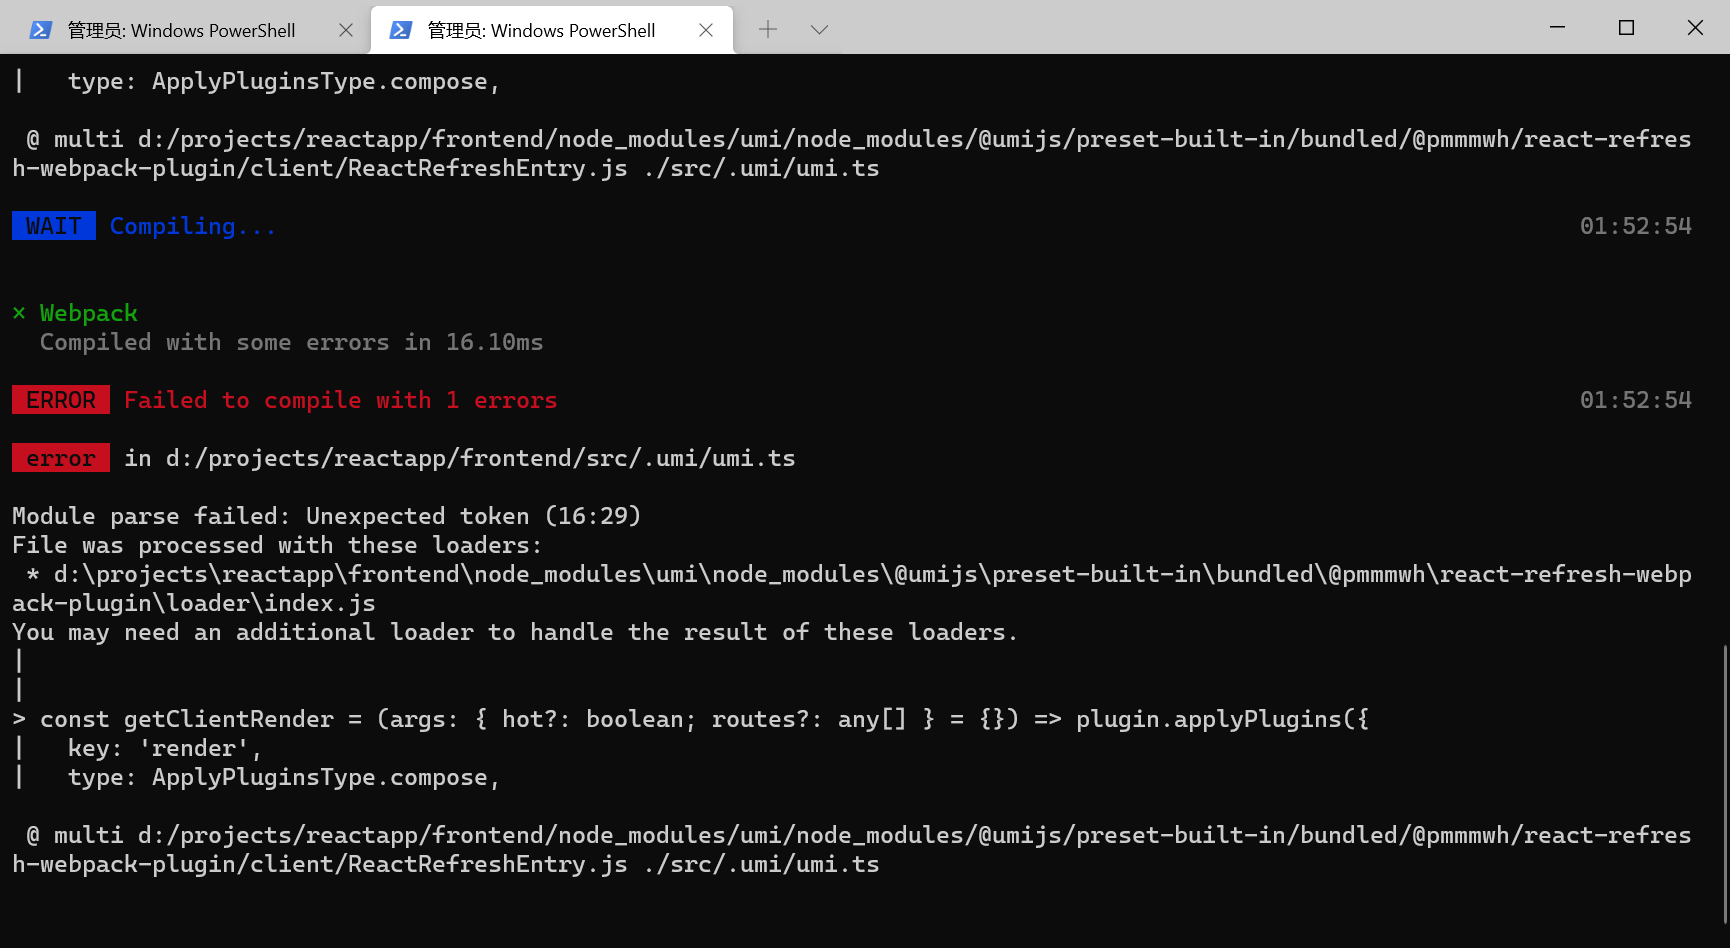 管理员: Windows PowerShell
管理员: Windows PowerShell
|   type: ApplyPluginsType.compose,
 @ multi d:/projects/reactapp/frontend/node_modules/umi/node_modules/@umijs/preset-built-in/bundled/@pmmmwh/react-refres
h-webpack-plugin/client/ReactRefreshEntry.js ./src/.umi/umi.ts
WAIT Compiling... 01:52:54
× Webpack
Compiled with some errors in 16.10ms
ERROR Failed to compile with 1 errors 01:52:54
error in d:/projects/reactapp/frontend/src/.umi/umi.ts
Module parse failed: Unexpected token (16:29)
File was processed with these loaders:
 * d:\projects\reactapp\frontend\node_modules\umi\node_modules\@umijs\preset-built-in\bundled\@pmmmwh\react-refresh-webp
ack-plugin\loader\index.js
You may need an additional loader to handle the result of these loaders.
|
|
> const getClientRender = (args: { hot?: boolean; routes?: any[] } = {}) => plugin.applyPlugins({
|   key: 'render',
|   type: ApplyPluginsType.compose,
 @ multi d:/projects/reactapp/frontend/node_modules/umi/node_modules/@umijs/preset-built-in/bundled/@pmmmwh/react-refres
h-webpack-plugin/client/ReactRefreshEntry.js ./src/.umi/umi.ts